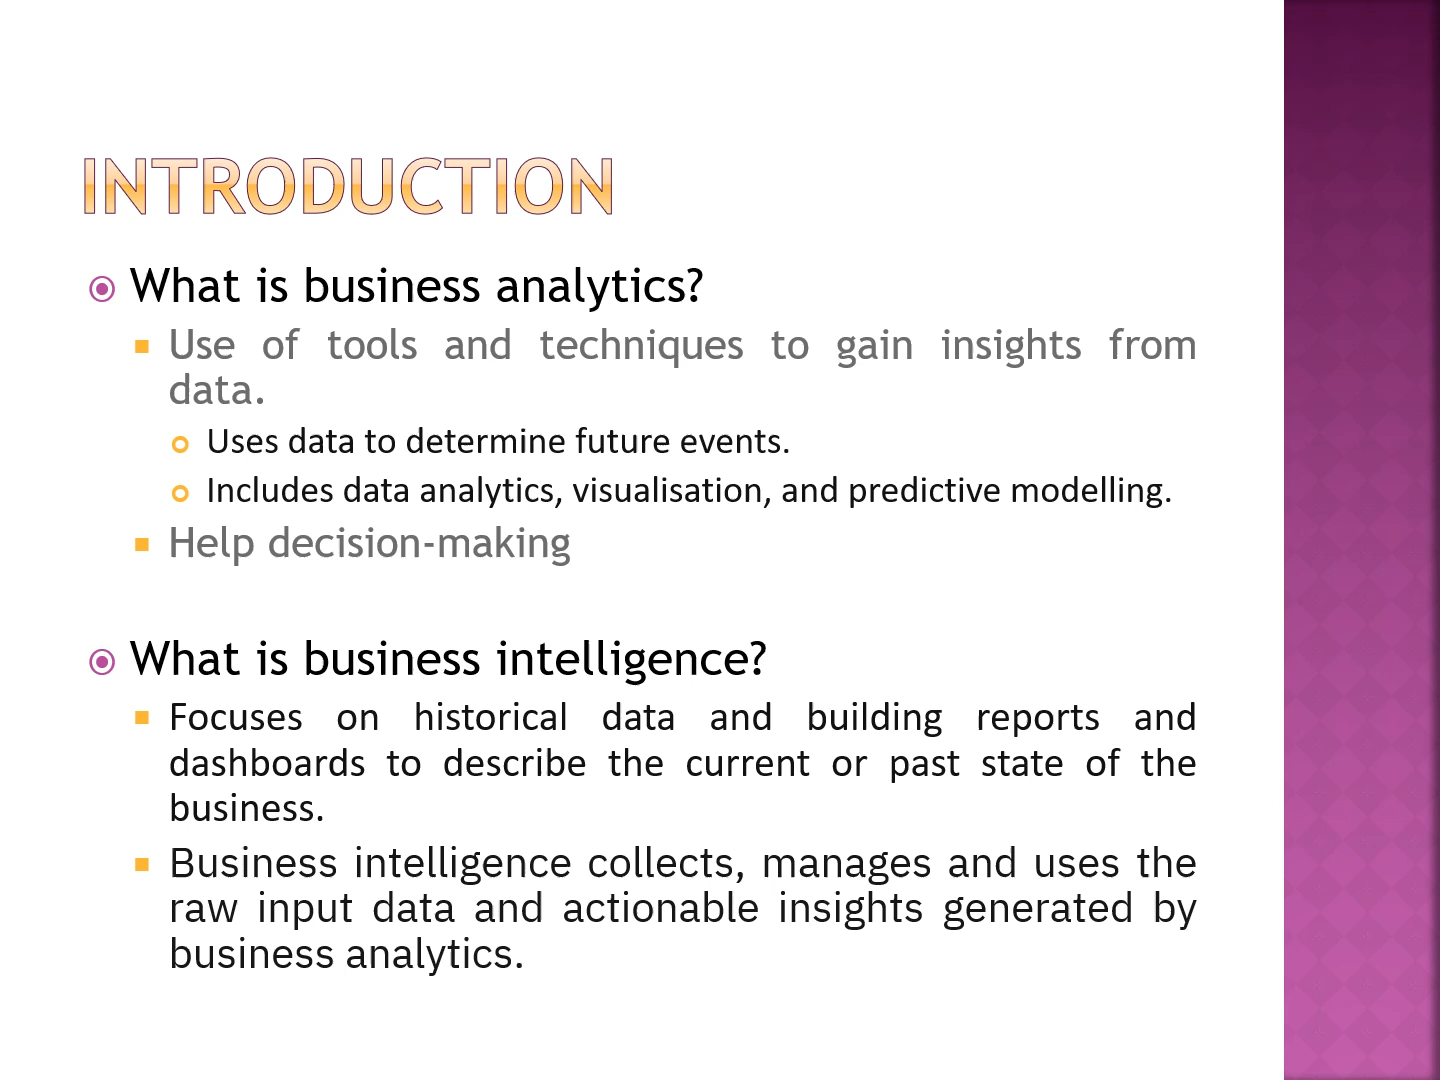 INTRODUCTION
What is business analytics?
Use of tools and techniques to gain insights from
data.
Uses data to determine future events.
Includes data analytics, visualisation, and predictive modelling.
Help decision-making
What is business intelligence?
Focuses on historical data and building reports and
dashboards to describe the current or past state of the
business.
Business intelligence collects, manages and uses the
raw input data and actionable insights generated by
business analytics.